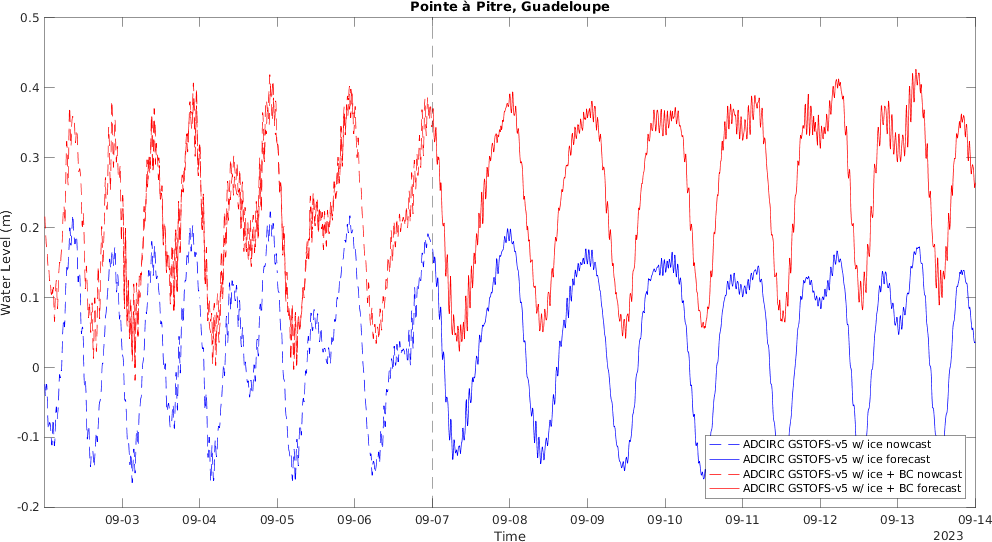 Pointe à Pitre, Guadeloupe
0.5
0.4
0.3
0.2
0.1
0
-0.1
-0.2
Water Level (m)
ADCIRC GSTOFS-v5 w/ ice nowcast
ADCIRC GSTOFS-v5 w/ ice forecast
ADCIRC GSTOFS-v5 w/ ice + BC nowcast
ADCIRC GSTOFS-v5 w/ ice + BC forecast
09-03 09-04 09-05 09-06 09-07 09-08 09-09 09-10 09-11 09-12 09-13 09-14
Time
2023